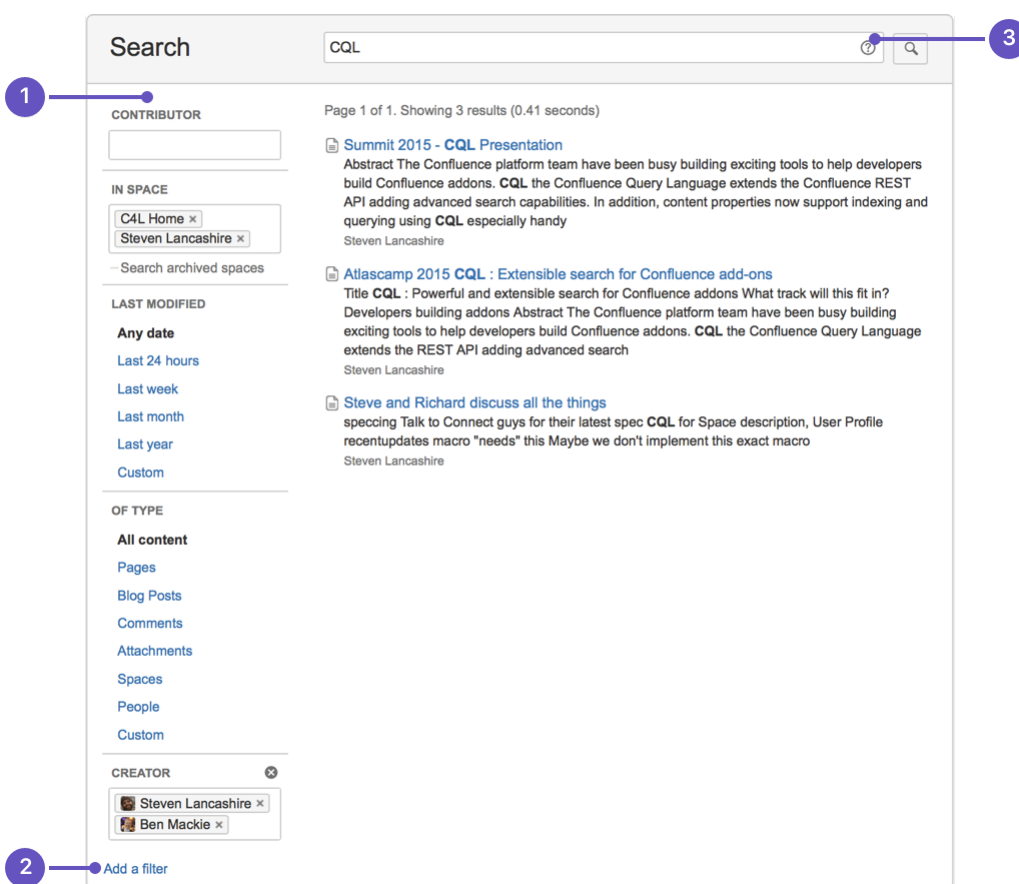 Search
CQL
3
1
CONTRIBUTOR
IN SPACE
C4L Home ×
Steven Lancashire ×
Search archived spaces
LAST MODIFIED
Any date
Last 24 hours
Last week
Last month
Last year
Custom
OF TYPE
All content
Pages
Blog Posts
Comments
Attachments
Spaces
People
Custom
CREATOR
Steven Lancashire ×
Ben Mackie ×
2
Add a filter
Page 1 of 1. Showing 3 results (0.41 seconds)
Summit 2015 - CQL Presentation
Abstract The Confluence platform team have been busy building exciting tools to help developers
build Confluence addons. CQL the Confluence Query Language extends the Confluence REST
API adding advanced search capabilities. In addition, content properties now support indexing and
querying using CQL especially handy
Steven Lancashire
Atlascamp 2015 CQL : Extensible search for Confluence add-ons
Title CQL : Powerful and extensible search for Confluence addons What track will this fit in?
Developers building addons Abstract The Confluence platform team have been busy building
exciting tools to help developers build Confluence addons. CQL the Confluence Query Language
extends the REST API adding advanced search
Steven Lancashire
Steve and Richard discuss all the things
speccing Talk to Connect guys for their latest spec CQL for Space description, User Profile
recentupdates macro "needs" this Maybe we don't implement this exact macro
Steven Lancashire